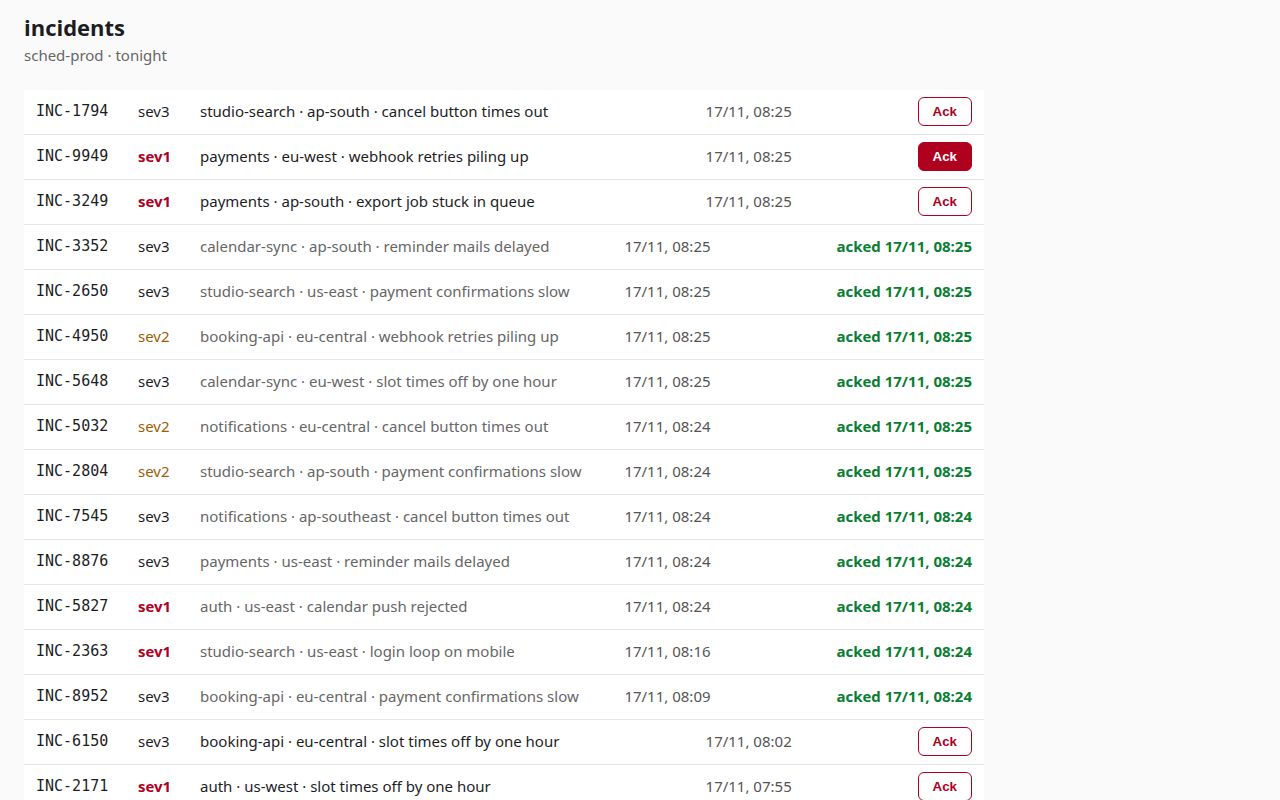 incidents
sched-prod · tonight
INC-1794 sev3 studio-search · ap-south · cancel button times out 17/11, 08:25 Ack
INC-9949 sev1 payments · eu-west · webhook retries piling up 17/11, 08:25 Ack
INC-3249 sev1 payments · ap-south · export job stuck in queue 17/11, 08:25 Ack
INC-3352 sev3 calendar-sync · ap-south · reminder mails delayed 17/11, 08:25 acked 17/11, 08:25
INC-2650 sev3 studio-search · us-east · payment confirmations slow 17/11, 08:25 acked 17/11, 08:25
INC-4950 sev2 booking-api · eu-central · webhook retries piling up 17/11, 08:25 acked 17/11, 08:25
INC-5648 sev3 calendar-sync · eu-west · slot times off by one hour 17/11, 08:25 acked 17/11, 08:25
INC-5032 sev2 notifications · eu-central · cancel button times out 17/11, 08:24 acked 17/11, 08:25
INC-2804 sev2 studio-search · ap-south · payment confirmations slow 17/11, 08:24 acked 17/11, 08:25
INC-7545 sev3 notifications · ap-southeast · cancel button times out 17/11, 08:24 acked 17/11, 08:24
INC-8876 sev3 payments · us-east · reminder mails delayed 17/11, 08:24 acked 17/11, 08:24
INC-5827 sev1 auth · us-east · calendar push rejected 17/11, 08:24 acked 17/11, 08:24
INC-2363 sev1 studio-search · us-east · login loop on mobile 17/11, 08:16 acked 17/11, 08:24
INC-8952 sev3 booking-api · eu-central · payment confirmations slow 17/11, 08:09 acked 17/11, 08:24
INC-6150 sev3 booking-api · eu-central · slot times off by one hour 17/11, 08:02 Ack
INC-2171 sev1 auth · us-west · slot times off by one hour 17/11, 07:55 Ack